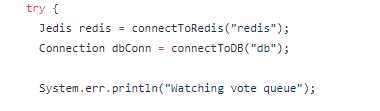 try {
Jedis redis = connectToRedis("redis");
Connection dbConn = connectToDB("db");
System.err.println("Watching vote queue");